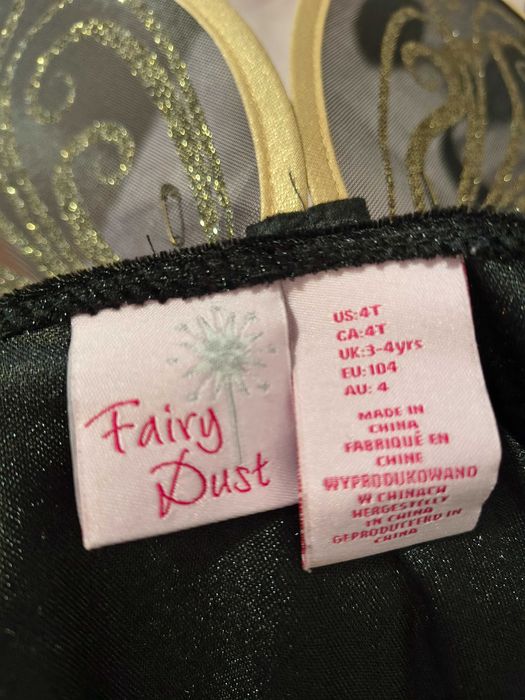 Fairy
Dust
US:4T
CA:4T
UK:3-4yrs
EU:104
AU: 4
MADE IN
CHINA
FABRIQUÉ EN
CHINE
WYPRODUKOWANO
W CHINACH
HERGESTELLT
IN CHINA
GEPRODUCEERD IN
CHINA